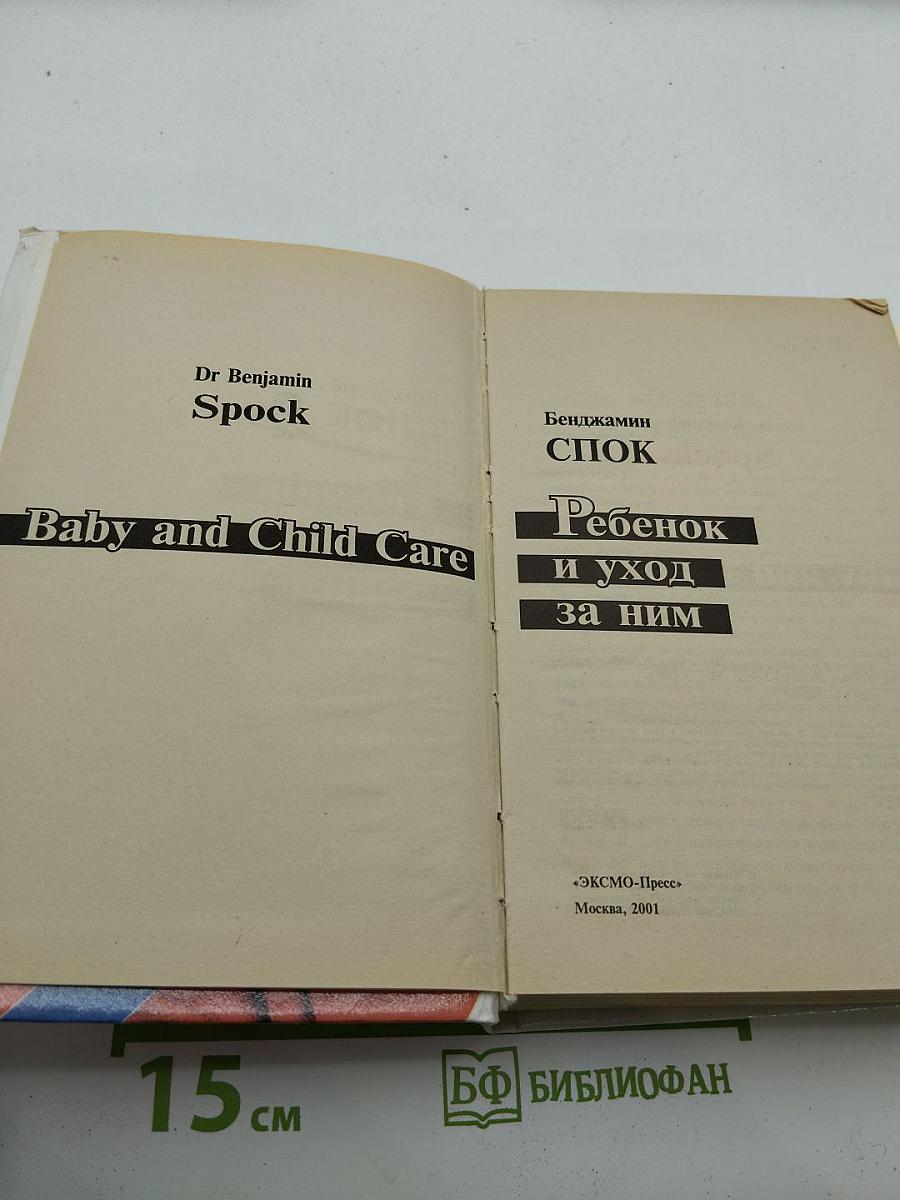 Dr Benjamin
Spock
Baby and Child Care
Бенджамин
СПОК
Ребенок
и уход
за ним
«ЭКСМО-Пресс»
Москва, 2001
15 см
БФ БИБЛИОФАН